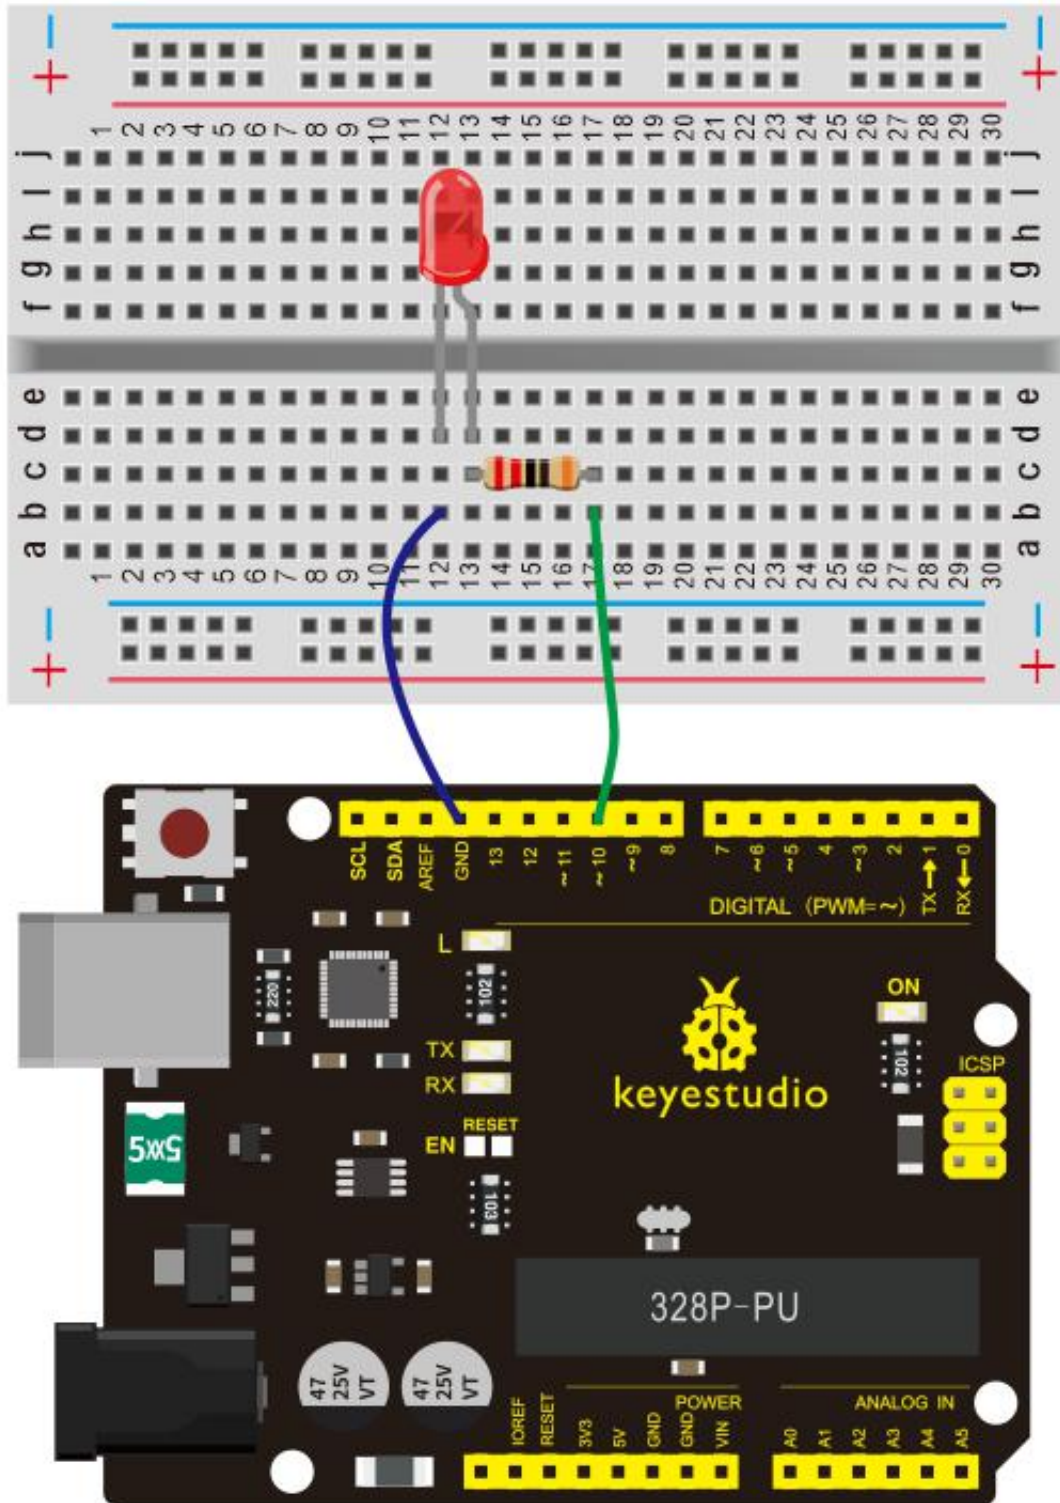 − −
+ +
1 2 3 4 5 6 7 8 9 10 11 12 13 14 15 16 17 18 19 20 21 22 23 24 25 26 27 28 29 30
j j
I I
h h
g g
f f
e e
d d
c c
b b
a a
1 2 3 4 5 6 7 8 9 10 11 12 13 14 15 16 17 18 19 20 21 22 23 24 25 26 27 28 29 30
− −
+ +
SCL SDA AREF GND 13 12 ~11 ~10 ~9 8 7 ~6 ~5 4 ~3 2 TX→1 RX←0
DIGITAL (PWM=~)
L
220
102
ON
102
TX
RX
ICSP
keyestudio
RESET
EN
5XX5
103
328P-PU
47 25V VT
47 25V VT
POWER
ANALOG IN
IOREF RESET 3V3 5V GND GND VIN A0 A1 A2 A3 A4 A5